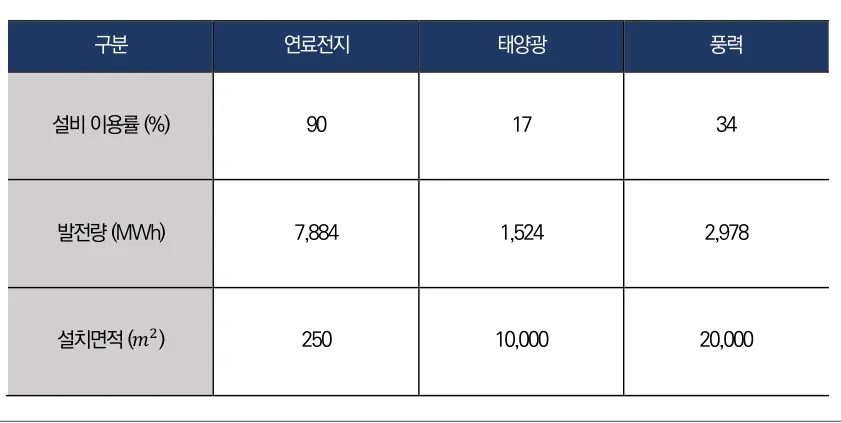 구분 연료전지 태양광 풍력
설비 이용률 (%) 90 17 34
발전량 (MWh) 7,884 1,524 2,978
설치면적 (m²) 250 10,000 20,000